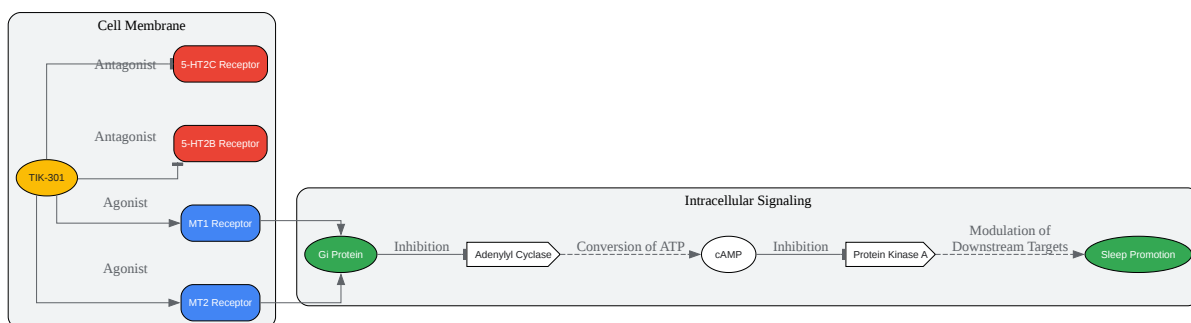 Cell Membrane
Antagonist
5-HT2C Receptor
Antagonist
5-HT2B Receptor
TIK-301
Agonist
MT1 Receptor
Agonist
MT2 Receptor
Intracellular Signaling
Gi Protein
Inhibition
Adenylyl Cyclase
Conversion of ATP
cAMP
Inhibition
Protein Kinase A
Modulation of
Downstream Targets
Sleep Promotion